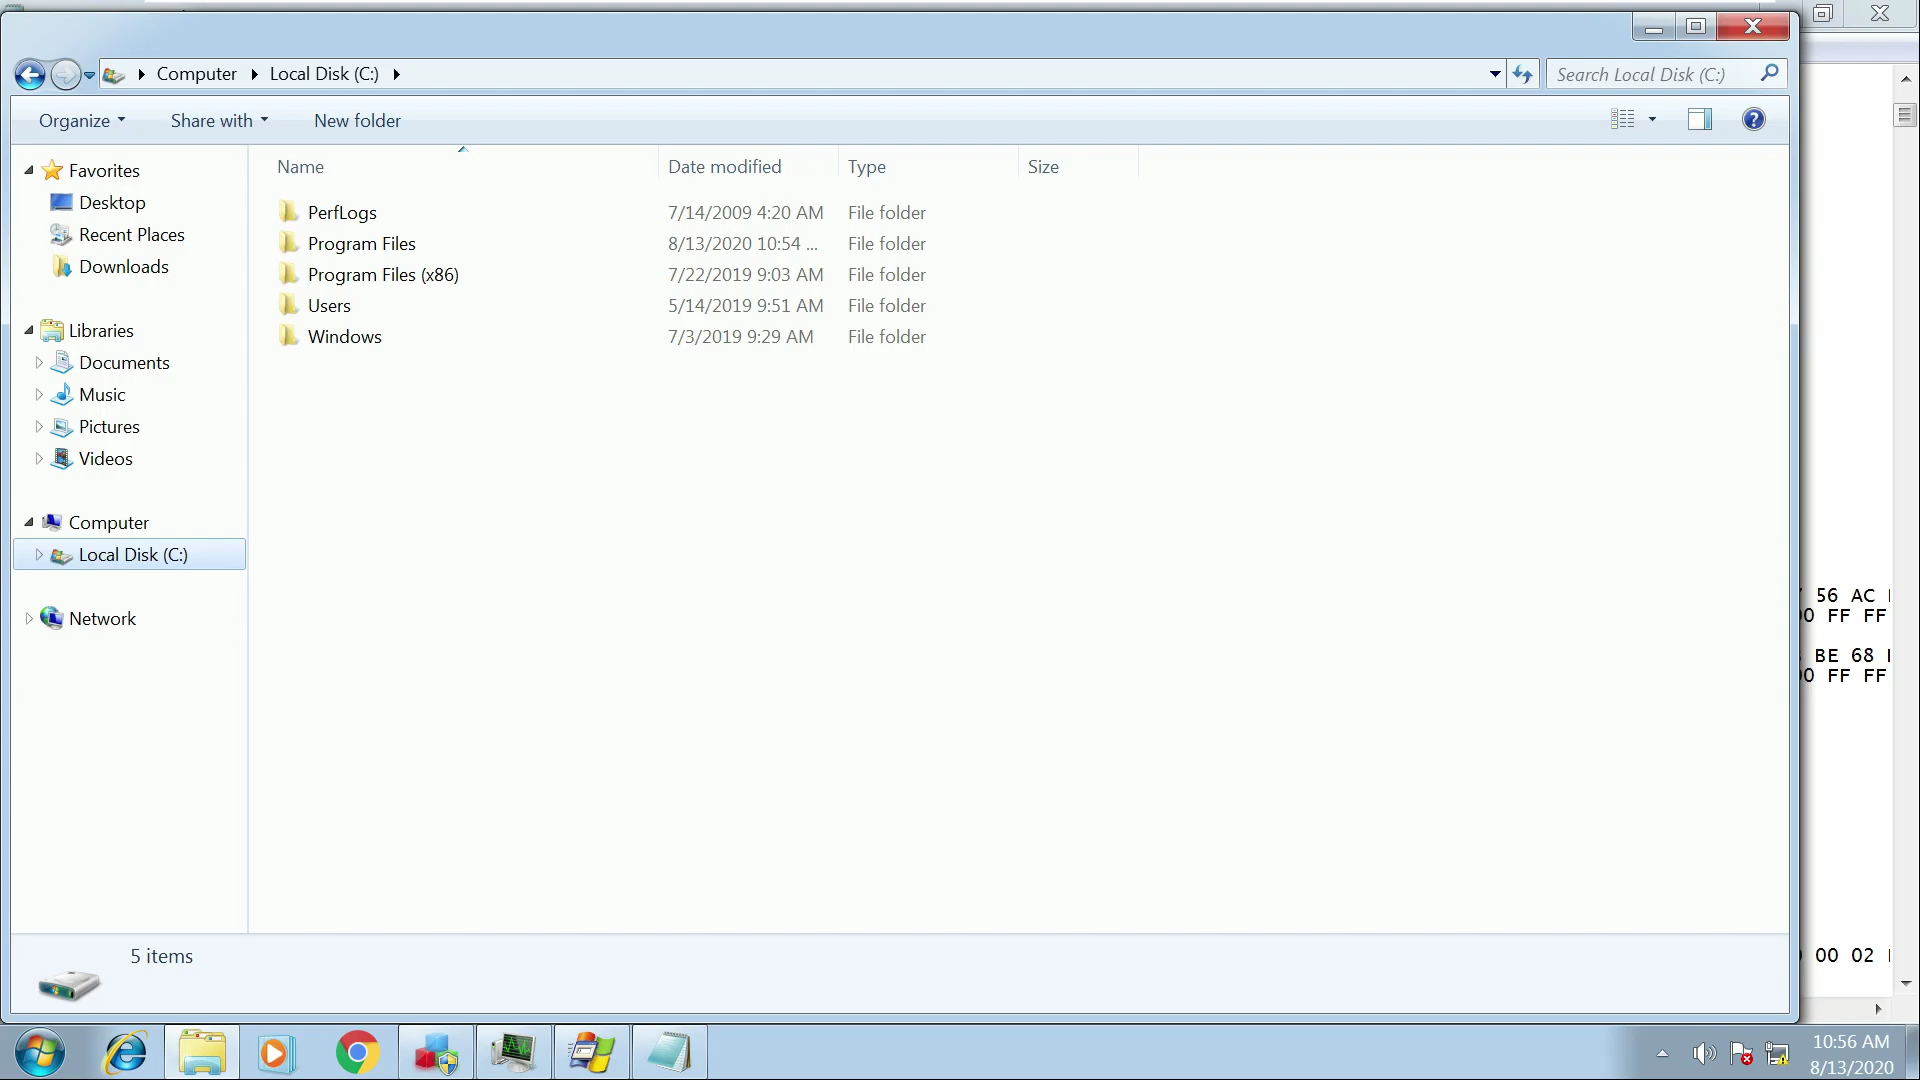 Computer Local Disk (C:)
Search Local Disk (C:)
Organize Share with New folder
Name Date modified Type Size
PerfLogs 7/14/2009 4:20 AM File folder
Program Files 8/13/2020 10:54 ... File folder
Program Files (x86) 7/22/2019 9:03 AM File folder
Users 5/14/2019 9:51 AM File folder
Windows 7/3/2019 9:29 AM File folder
Favorites
Desktop
Recent Places
Downloads
Libraries
Documents
Music
Pictures
Videos
Computer
Local Disk (C:)
Network
56 AC
FF FF
BE 68
FF FF
00 02
5 items
10:56 AM
8/13/2020